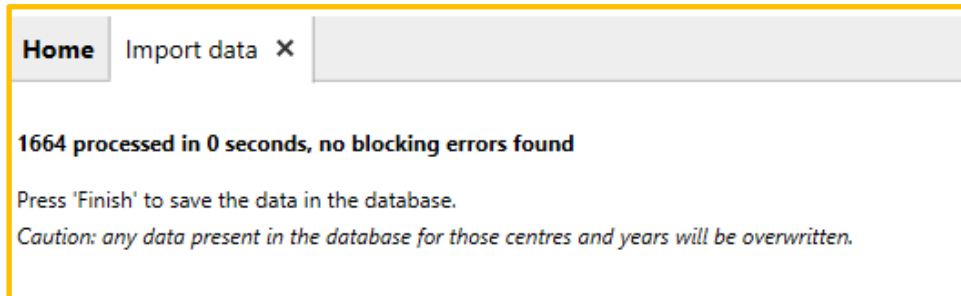 Home Import data ✕
1664 processed in 0 seconds, no blocking errors found
Press 'Finish' to save the data in the database.
Caution: any data present in the database for those centres and years will be overwritten.